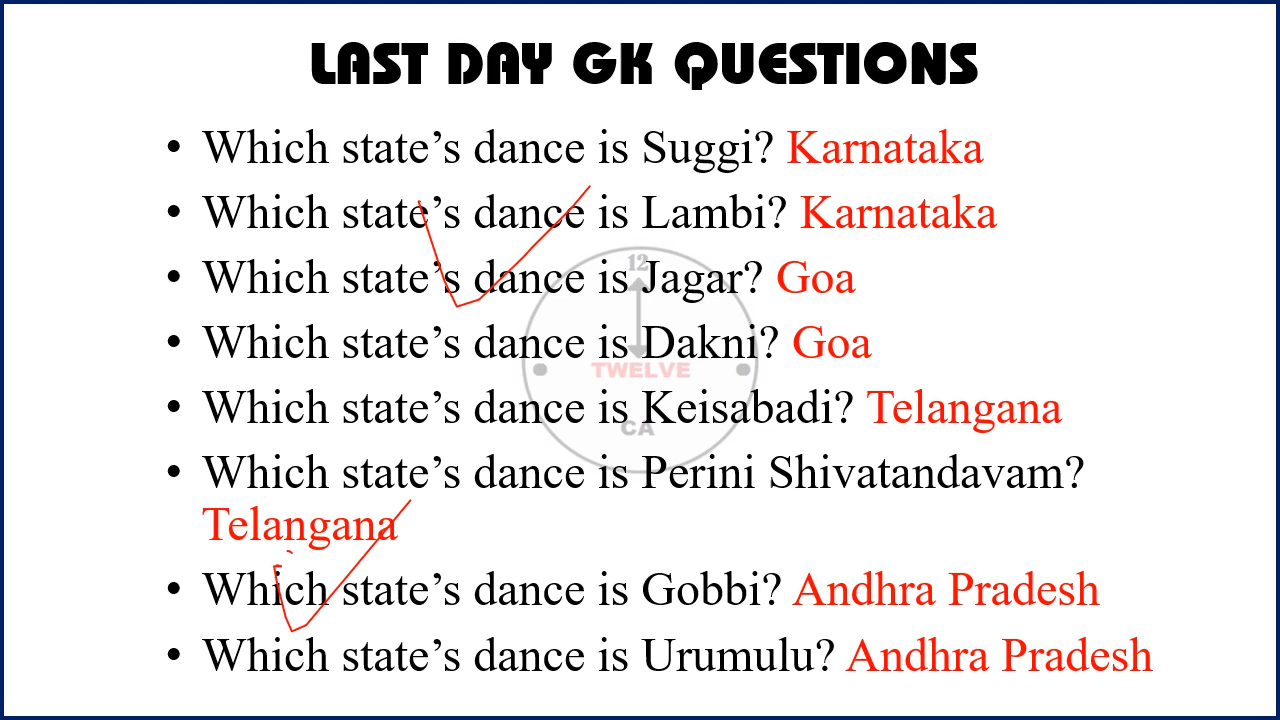 LAST DAY GK QUESTIONS
• Which state’s dance is Suggi? Karnataka
• Which state’s dance is Lambi? Karnataka
• Which state’s dance is Jagar? Goa
• Which state’s dance is Dakni? Goa
• Which state’s dance is Keisabadi? Telangana
• Which state’s dance is Perini Shivatandavam?
Telangana
• Which state’s dance is Gobbi? Andhra Pradesh
• Which state’s dance is Urumulu? Andhra Pradesh
12
TWELVE
CA